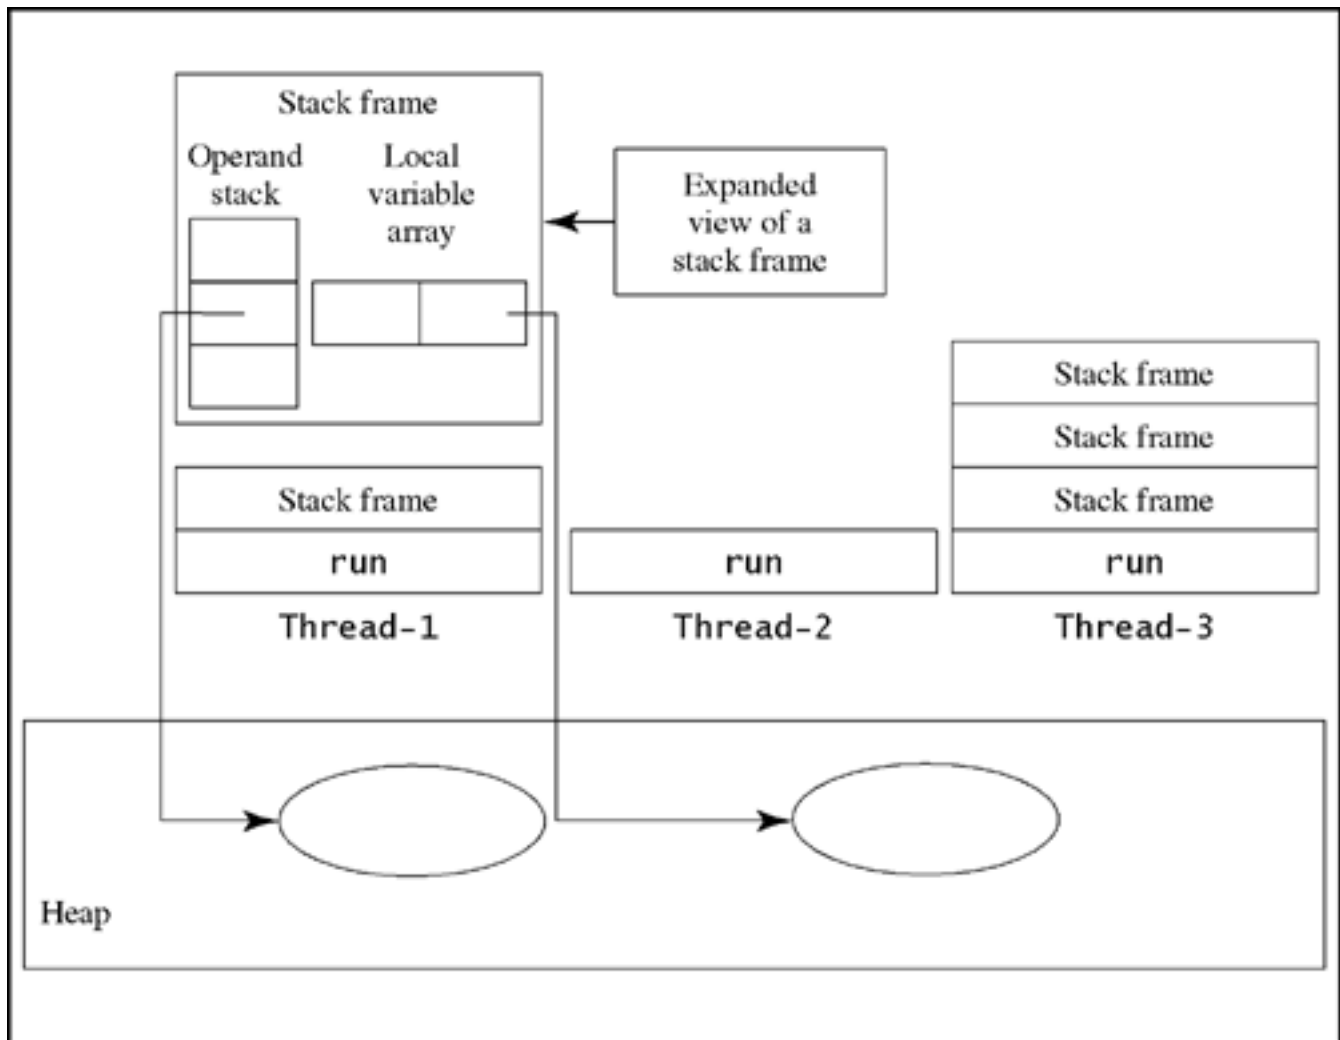 Stack frame
Operand
stack
Local
variable
array
Expanded
view of a
stack frame
Stack frame
run
Thread-1
run
Thread-2
Stack frame
Stack frame
Stack frame
run
Thread-3
Heap